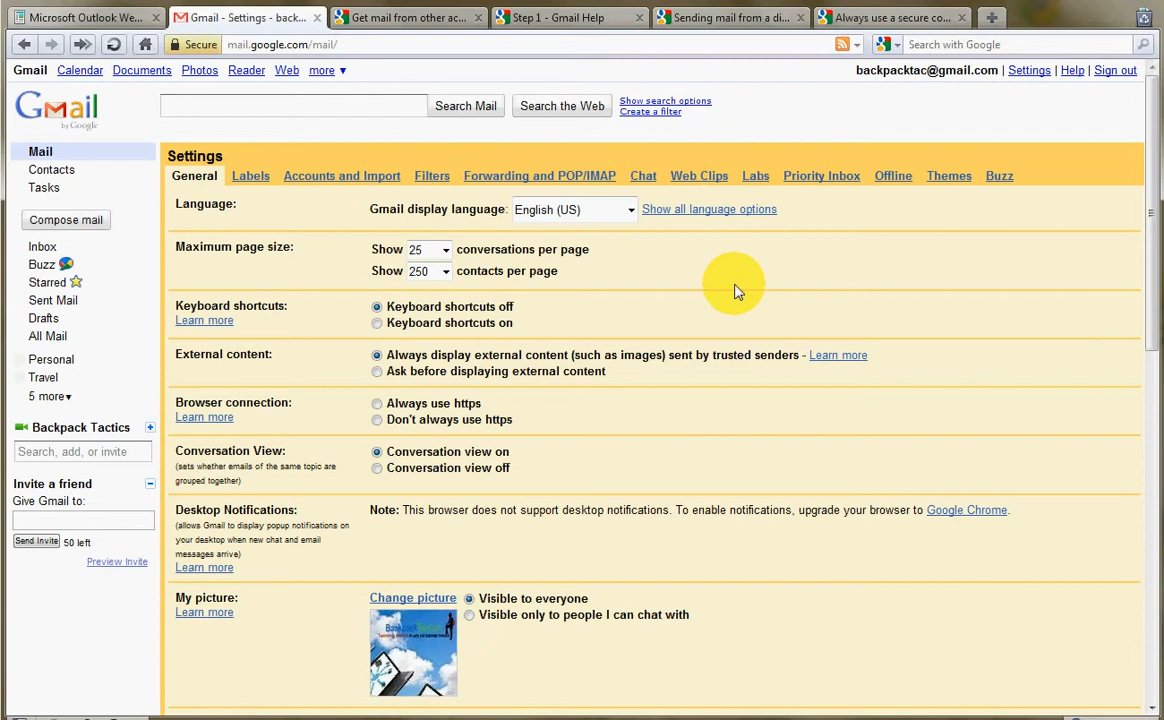 Microsoft Outlook We...
Gmail - Settings - back...
Get mail from other ac...
Step 1 - Gmail Help
Sending mail from a di...
Always use a secure co...
Secure
mail.google.com/mail/
Search with Google
Gmail Calendar Documents Photos Reader Web more ▼
backpacktac@gmail.com | Settings | Help | Sign out
Gmail
by Google
Search Mail
Search the Web
Show search options
Create a filter
Mail
Contacts
Tasks
Compose mail
Inbox
Buzz
Starred
Sent Mail
Drafts
All Mail
Personal
Travel
5 more▾
Backpack Tactics
Search, add, or invite
Invite a friend
Give Gmail to:
Send Invite 50 left
Preview Invite
Settings
General Labels Accounts and Import Filters Forwarding and POP/IMAP Chat Web Clips Labs Priority Inbox Offline Themes Buzz
Language:
Gmail display language: English (US) Show all language options
Maximum page size:
Show 25 conversations per page
Show 250 contacts per page
Keyboard shortcuts:
Learn more
Keyboard shortcuts off
Keyboard shortcuts on
External content:
Always display external content (such as images) sent by trusted senders - Learn more
Ask before displaying external content
Browser connection:
Learn more
Always use https
Don't always use https
Conversation View:
(sets whether emails of the same topic are
grouped together)
Conversation view on
Conversation view off
Desktop Notifications:
(allows Gmail to display popup notifications on
your desktop when new chat and email
messages arrive)
Learn more
Note: This browser does not support desktop notifications. To enable notifications, upgrade your browser to Google Chrome.
My picture:
Learn more
Change picture
Visible to everyone
Visible only to people I can chat with